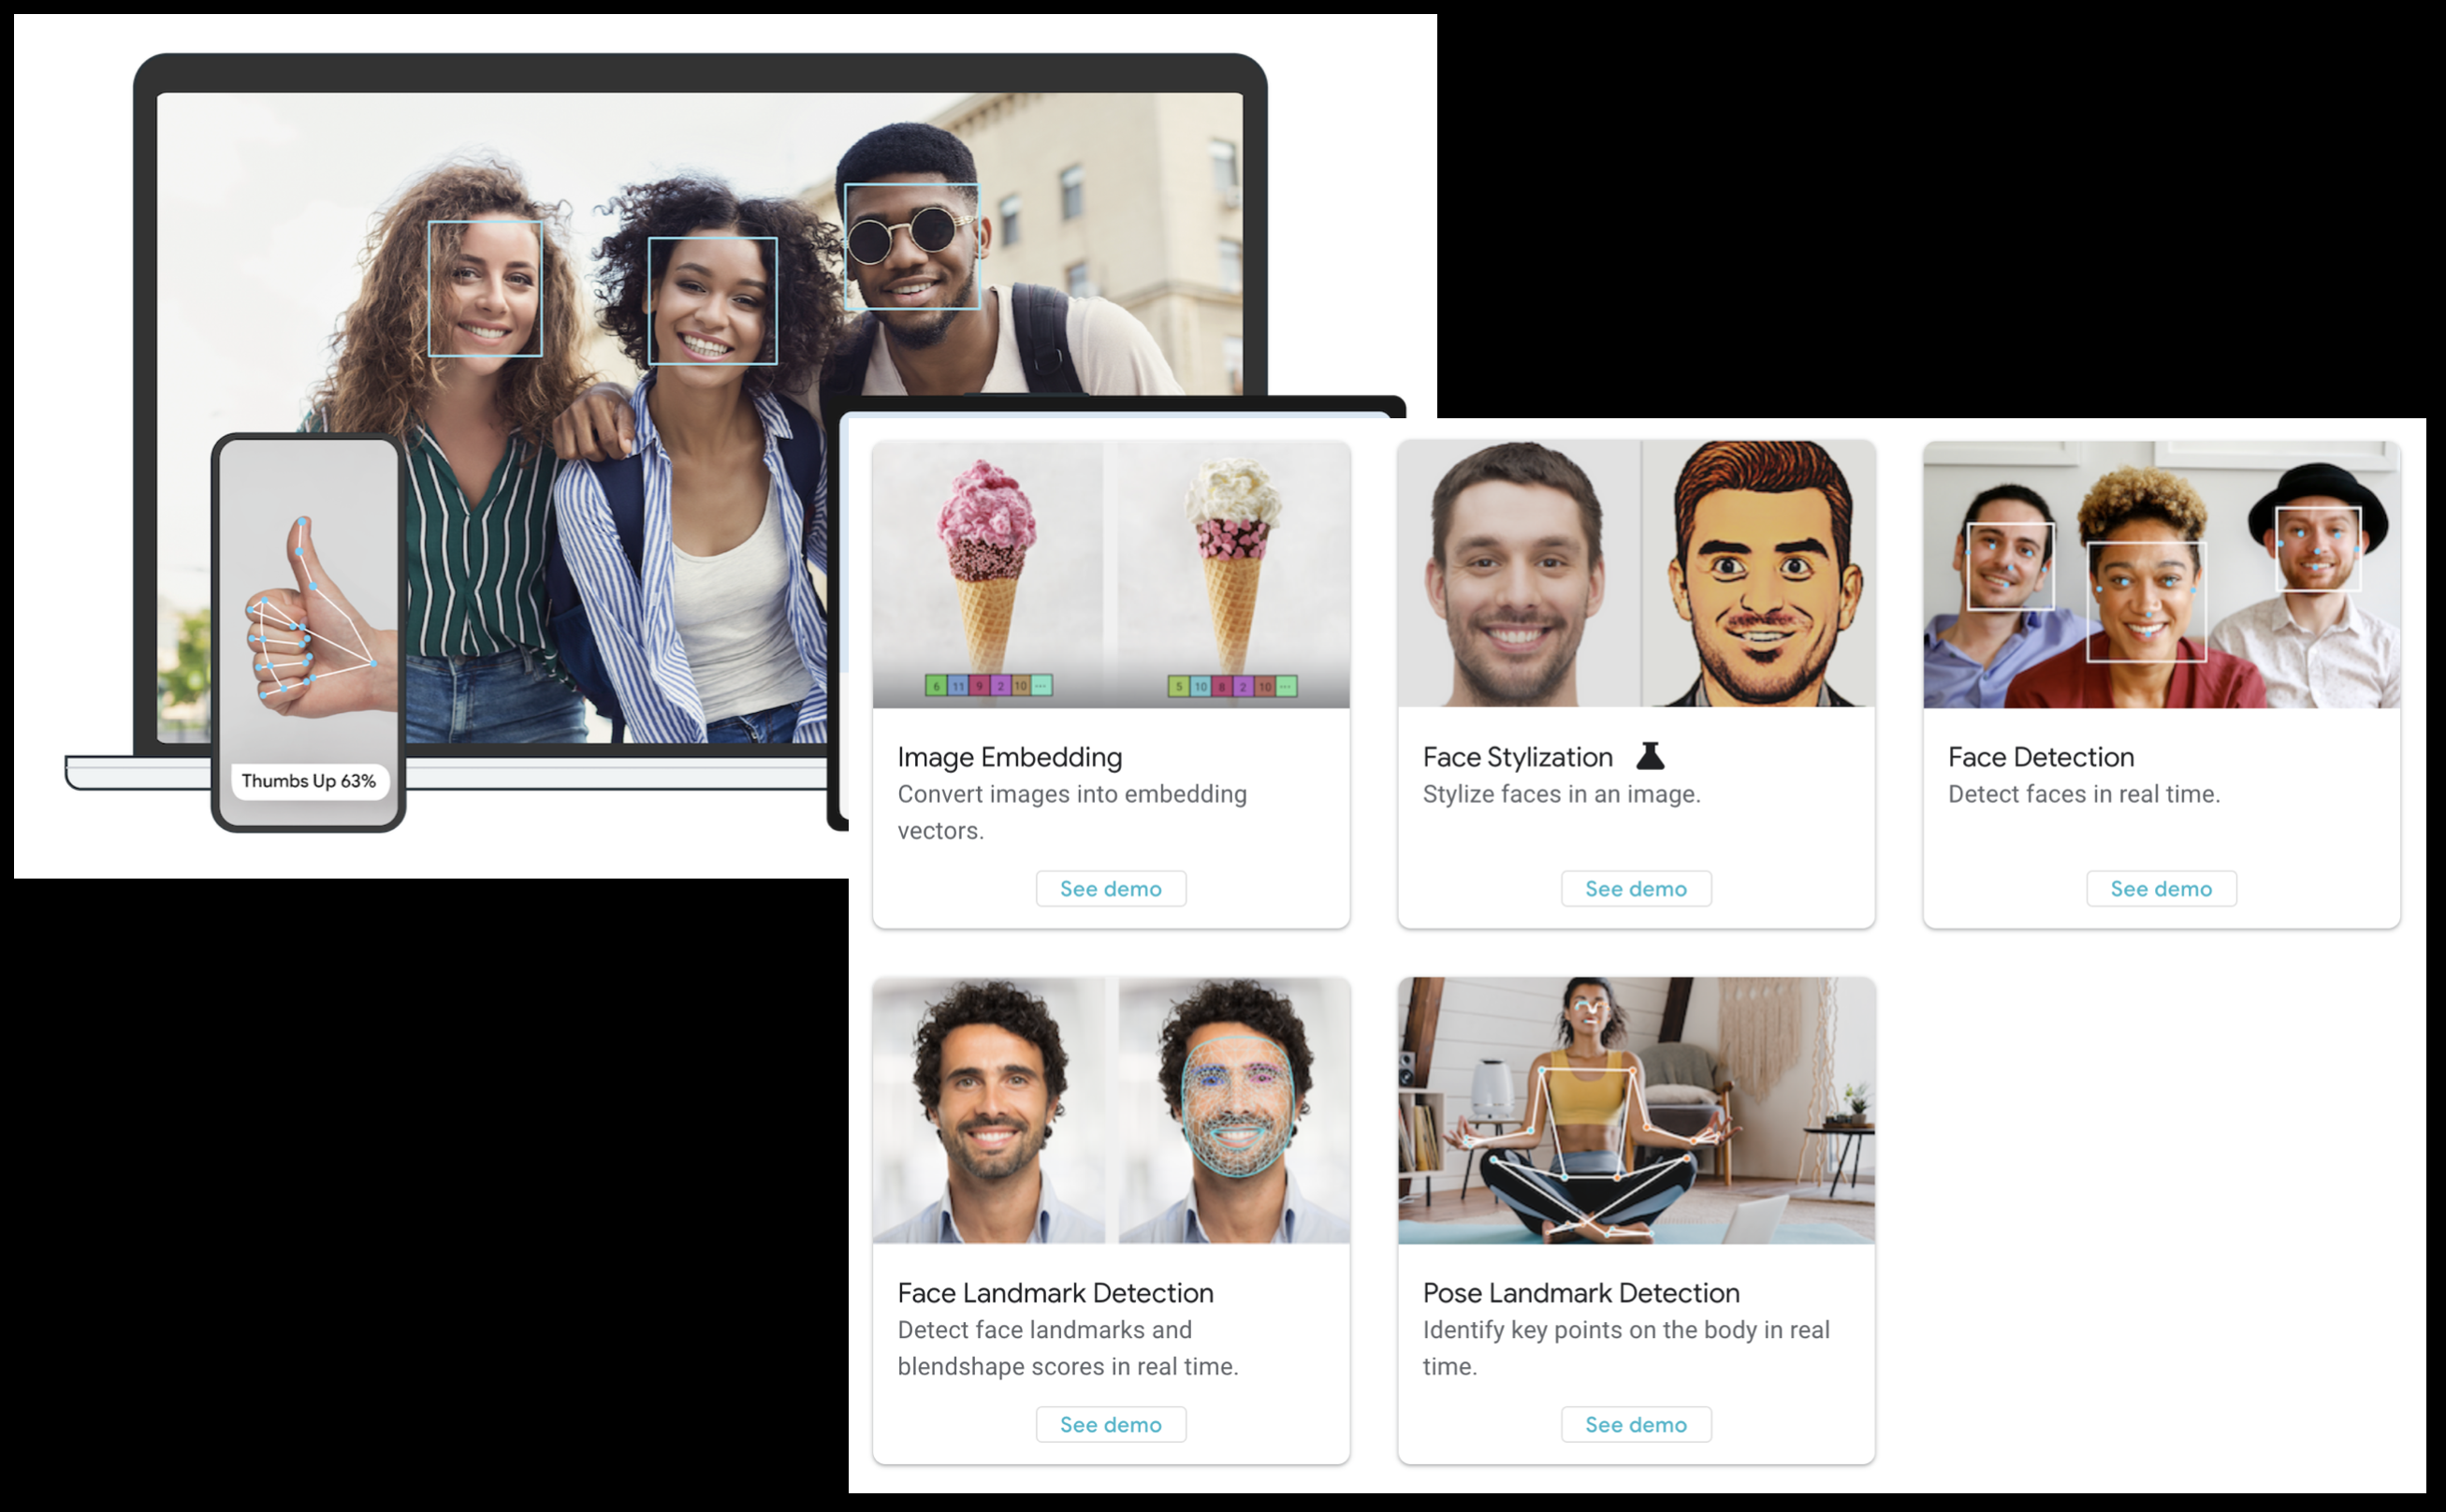 Thumbs Up 63%
6 11 9 2 10 ...
5 10 8 2 10 ...
Image Embedding
Convert images into embedding
vectors.
See demo
Face Stylization
Stylize faces in an image.
See demo
Face Detection
Detect faces in real time.
See demo
Face Landmark Detection
Detect face landmarks and
blendshape scores in real time.
See demo
Pose Landmark Detection
Identify key points on the body in real
time.
See demo